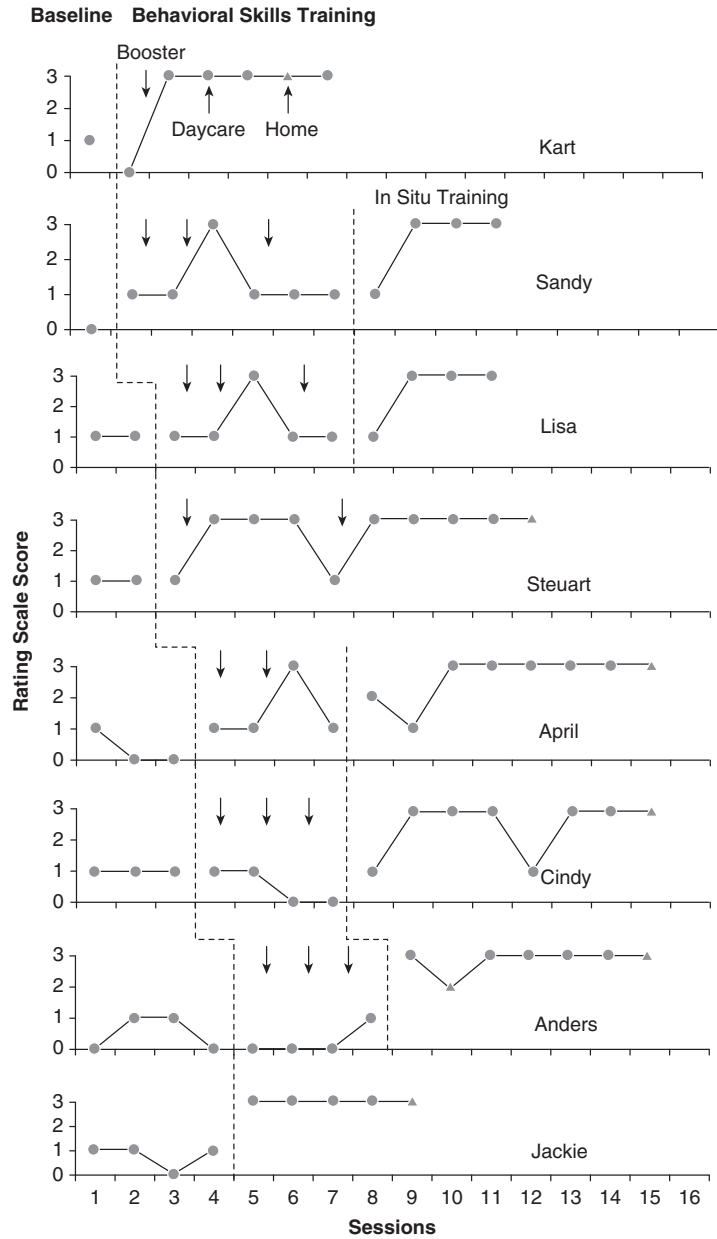 Baseline Behavioral Skills Training
Booster
3
2
1
0
Daycare Home
Kart
In Situ Training
3
2
1
0
Sandy
3
2
1
0
Lisa
3
2
1
0
Steuart
Rating Scale Score
3
2
1
0
April
3
2
1
0
Cindy
3
2
1
0
Anders
3
2
1
0
Jackie
1 2 3 4 5 6 7 8 9 10 11 12 13 14 15 16
Sessions